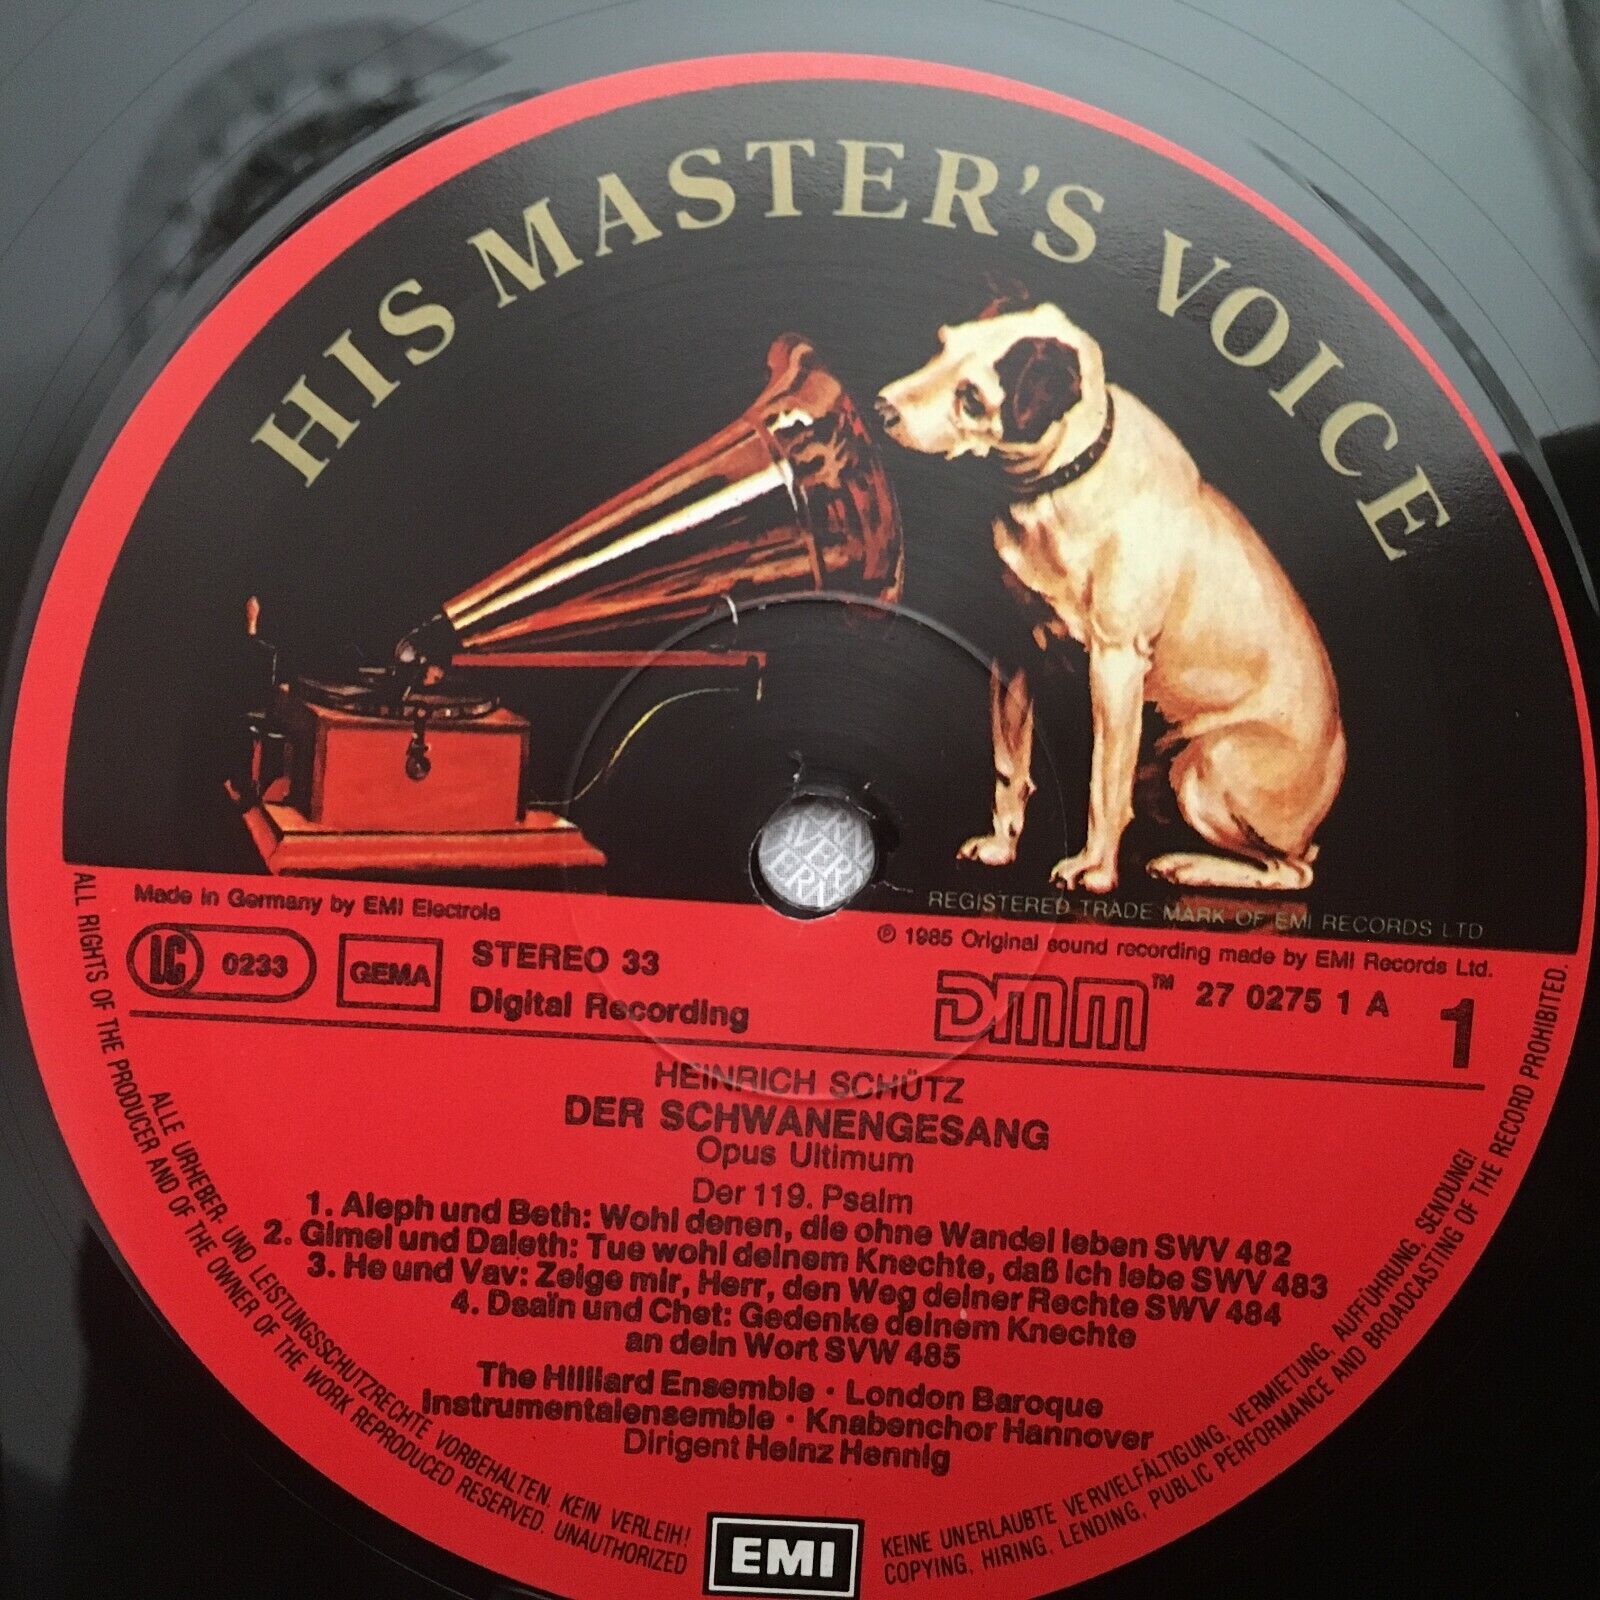 HIS MASTER'S VOICE
REGISTERED TRADE MARK OF EMI RECORDS LTD
Made in Germany by EMI Electrola
℗ 1985 Original sound recording made by EMI Records Ltd.
LC 0233
GEMA
STEREO 33
Digital Recording
DMM™ 27 0275 1 A
1
HEINRICH SCHÜTZ
DER SCHWANENGESANG
Opus Ultimum
Der 119. Psalm
1. Aleph und Beth: Wohl denen, die ohne Wandel leben SWV 482
2. Gimel und Daleth: Tue wohl deinem Knechte, daß ich lebe SWV 483
3. He und Vav: Zeige mir, Herr, den Weg deiner Rechte SWV 484
4. Dsaïn und Chet: Gedenke deinem Knechte
an dein Wort SVW 485
The Hilliard Ensemble · London Baroque
Instrumentalensemble · Knabenchor Hannover
Dirigent Heinz Hennig
ALL RIGHTS OF THE PRODUCER AND OF THE OWNER OF THE WORK REPRODUCED RESERVED. UNAUTHORIZED
COPYING, HIRING, LENDING, PUBLIC PERFORMANCE AND BROADCASTING OF THE RECORD PROHIBITED.
ALLE URHEBER- UND LEISTUNGSSCHUTZRECHTE VORBEHALTEN. KEIN VERLEIH!
KEINE UNERLAUBTE VERVIELFÄLTIGUNG, VERMIETUNG, AUFFÜHRUNG, SENDUNG!
EMI